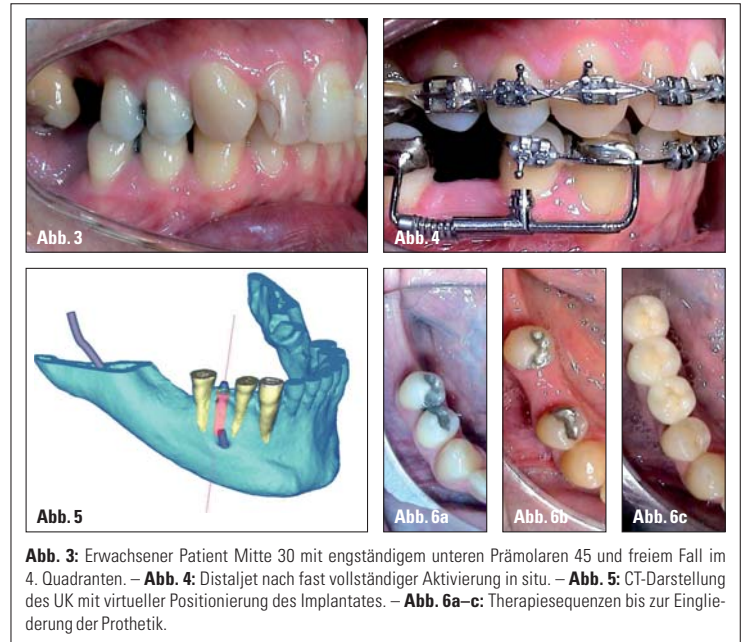 Abb. 3
Abb. 4
Abb. 5
Abb. 6a
Abb. 6b
Abb. 6c
Abb. 3: Erwachsener Patient Mitte 30 mit engständigem unteren Prämolaren 45 und freiem Fall im
4. Quadranten. – Abb. 4: Distaljet nach fast vollständiger Aktivierung in situ. – Abb. 5: CT-Darstellung
des UK mit virtueller Positionierung des Implantates. – Abb. 6a–c: Therapiesequenzen bis zur Einglie-
derung der Prothetik.